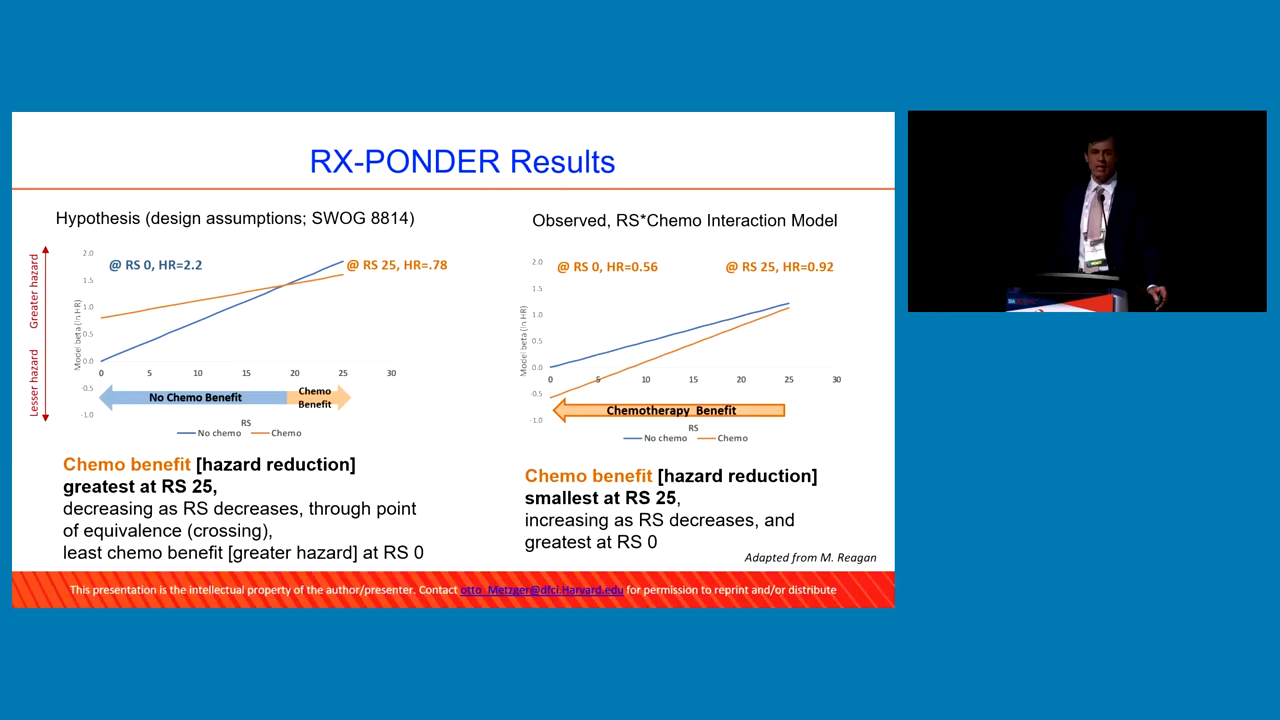 RX-PONDER Results
Hypothesis (design assumptions; SWOG 8814)
Greater hazard
Lesser hazard
Model beta (ln HR)
2.0
1.5
1.0
0.5
0.0
-0.5
-1.0
@ RS 0, HR=2.2
@ RS 25, HR=.78
0 5 10 15 20 25 30
No Chemo Benefit
Chemo
Benefit
RS
No chemo Chemo
Chemo benefit [hazard reduction]
greatest at RS 25,
decreasing as RS decreases, through point
of equivalence (crossing),
least chemo benefit [greater hazard] at RS 0
Observed, RS*Chemo Interaction Model
Model beta (ln HR)
2.0
1.5
1.0
0.5
0.0
-0.5
-1.0
@ RS 0, HR=0.56
@ RS 25, HR=0.92
0 5 10 15 20 25 30
Chemotherapy Benefit
RS
No chemo Chemo
Chemo benefit [hazard reduction]
smallest at RS 25,
increasing as RS decreases, and
greatest at RS 0
Adapted from M. Reagan
This presentation is the intellectual property of the author/presenter. Contact otto_Metzger@dfci.Harvard.edu for permission to reprint and/or distribute